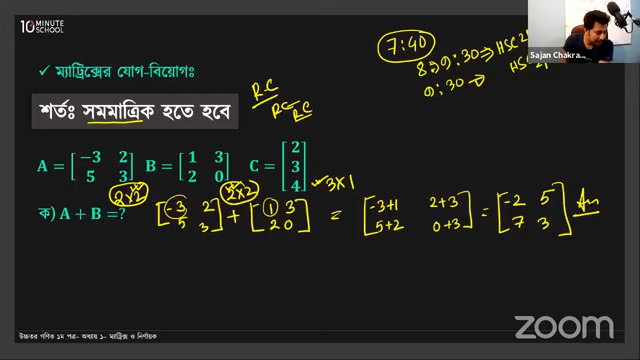 10 MINUTE SCHOOL
7:40
HSC 2
Sajan Chakra
✓ ম্যাট্রিক্সের যোগ-বিয়োগঃ
শর্তঃ সমমাত্রিক হতে হবে
RC
RC
RC
A = [-3 2; 5 3] B = [1 3; 2 0] C = [2; 3; 4]
2×2 2×2 3×1
ক) A + B =? [-3 2; 5 3] + [1 3; 2 0] = [-3+1 2+3; 5+2 0+3] = [-2 5; 7 3] Ans
উচ্চতর গণিত ১ম পত্র- অধ্যায় ১- ম্যাট্রিক্স ও নির্ণায়ক
zoom